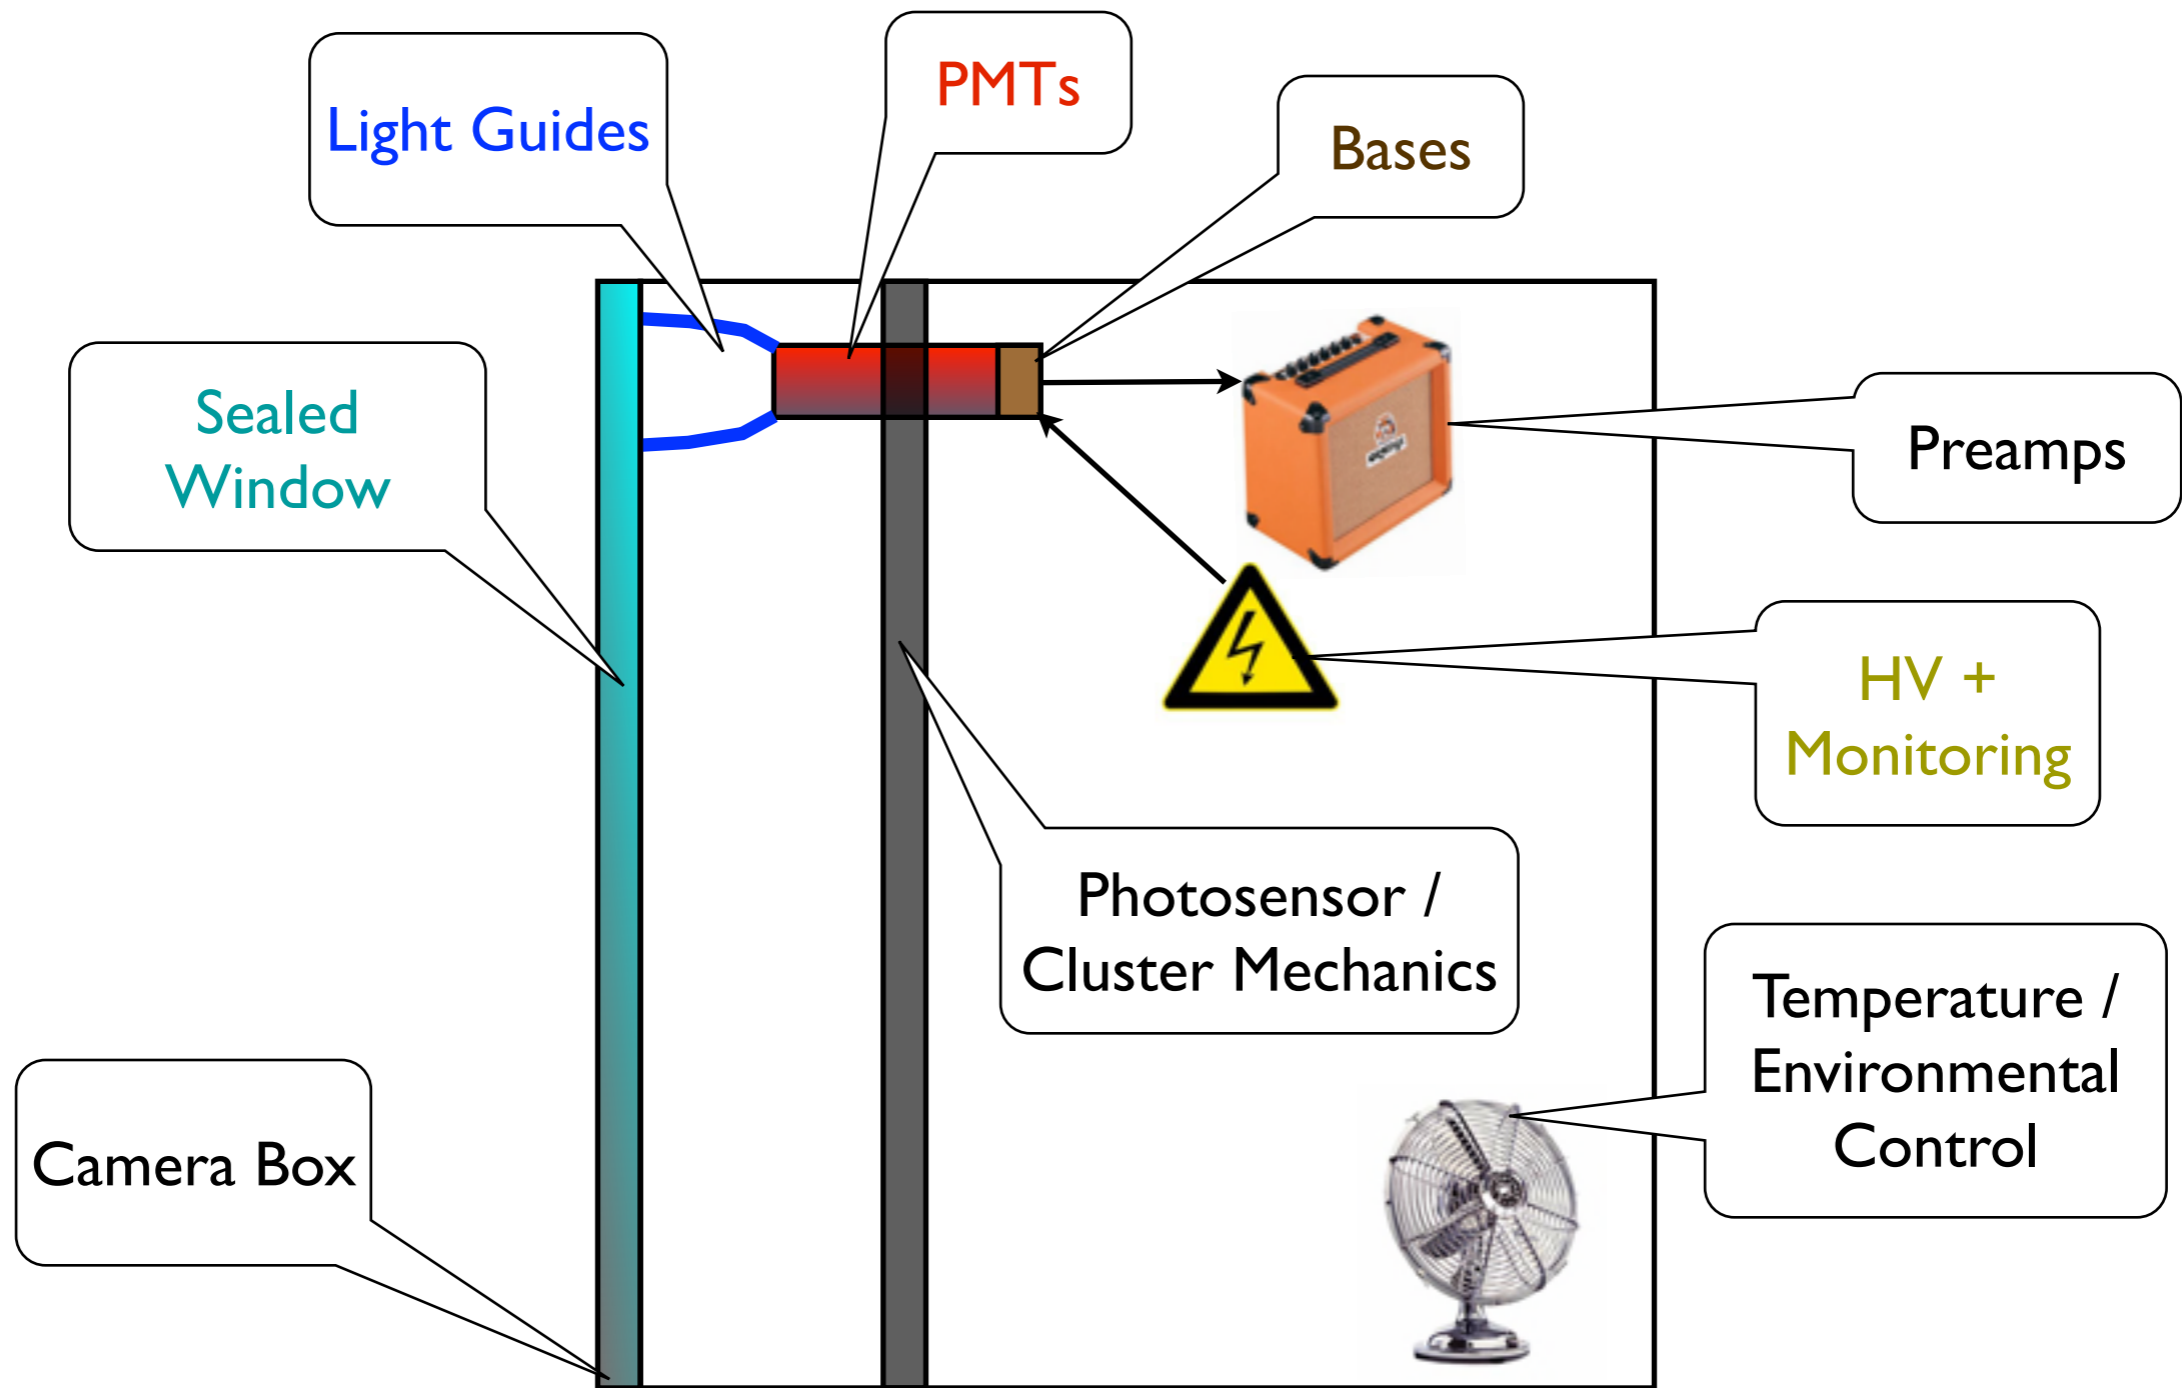 PMTs
Light Guides
Bases
Sealed
Window
Preamps
HV +
Monitoring
Photosensor /
Cluster Mechanics
Temperature /
Environmental
Control
Camera Box